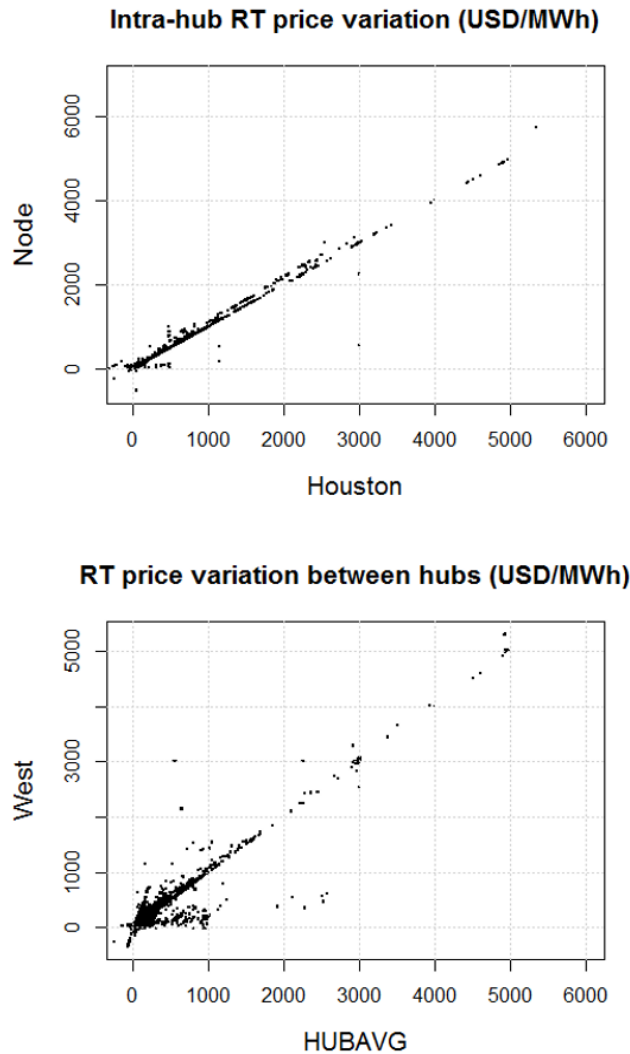 Intra-hub RT price variation (USD/MWh)
Node
6000
4000
2000
0
0 1000 2000 3000 4000 5000 6000
Houston
RT price variation between hubs (USD/MWh)
West
5000
3000
1000
0
0 1000 2000 3000 4000 5000 6000
HUBAVG